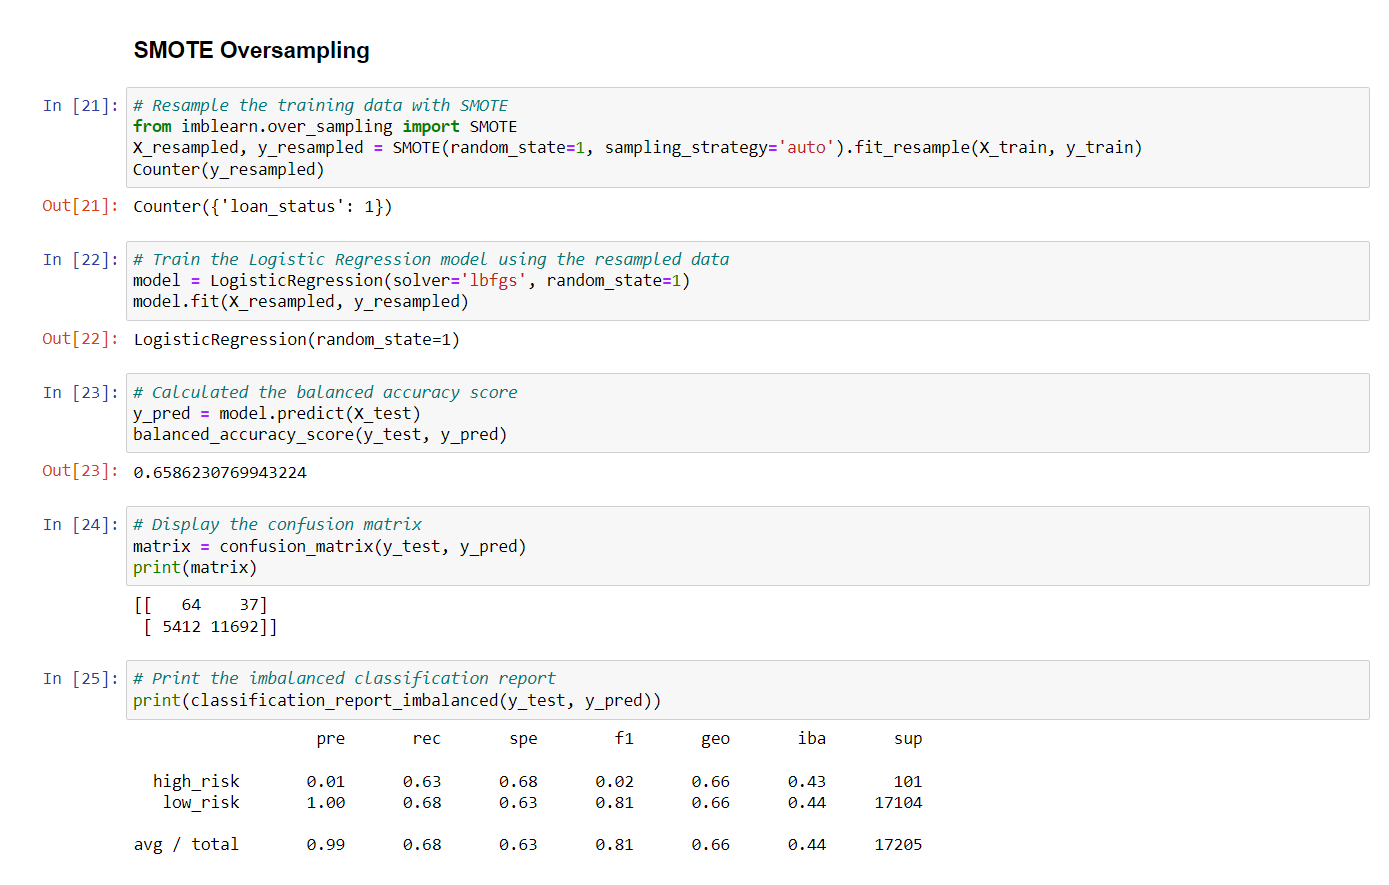 SMOTE Oversampling
In [21]: # Resample the training data with SMOTE
from imblearn.over_sampling import SMOTE
X_resampled, y_resampled = SMOTE(random_state=1, sampling_strategy='auto').fit_resample(X_train, y_train)
Counter(y_resampled)
Out[21]: Counter({'loan_status': 1})
In [22]: # Train the Logistic Regression model using the resampled data
model = LogisticRegression(solver='lbfgs', random_state=1)
model.fit(X_resampled, y_resampled)
Out[22]: LogisticRegression(random_state=1)
In [23]: # Calculated the balanced accuracy score
y_pred = model.predict(X_test)
balanced_accuracy_score(y_test, y_pred)
Out[23]: 0.6586230769943224
In [24]: # Display the confusion matrix
matrix = confusion_matrix(y_test, y_pred)
print(matrix)
[[   64    37]
 [ 5412 11692]]
In [25]: # Print the imbalanced classification report
print(classification_report_imbalanced(y_test, y_pred))
pre       rec       spe        f1       geo       iba       sup
high_risk       0.01      0.63      0.68      0.02      0.66      0.43       101
low_risk       1.00      0.68      0.63      0.81      0.66      0.44     17104
avg / total       0.99      0.68      0.63      0.81      0.66      0.44     17205